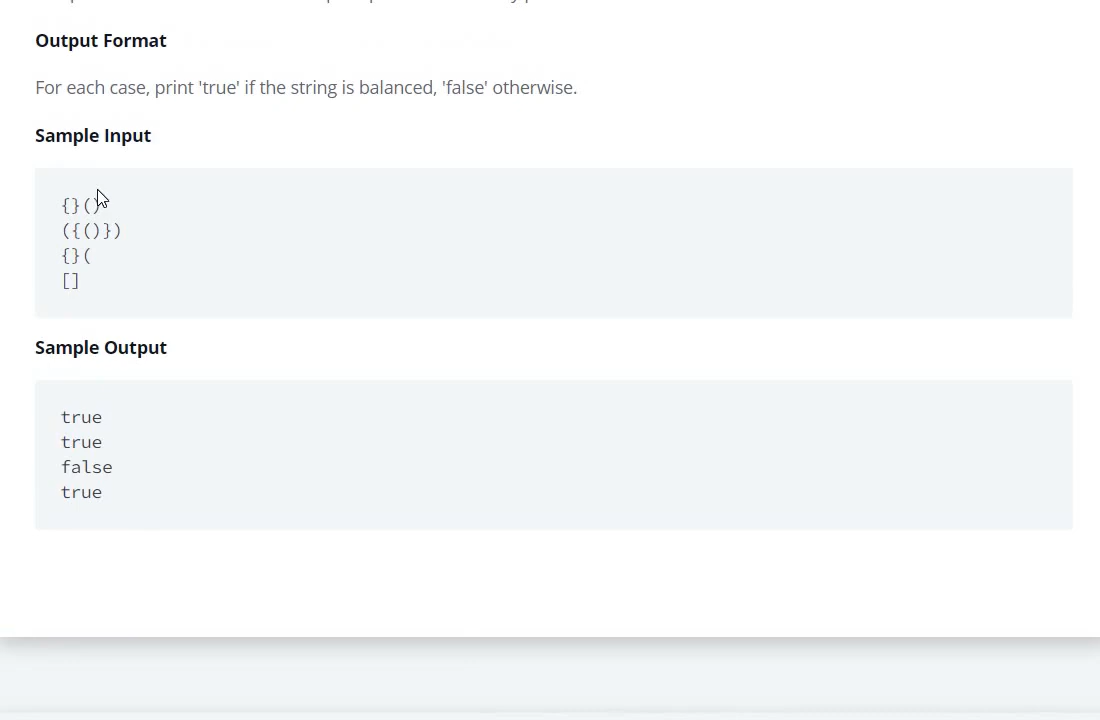 Output Format
For each case, print 'true' if the string is balanced, 'false' otherwise.
Sample Input
{}()
({()})
{}(
[]
Sample Output
true
true
false
true